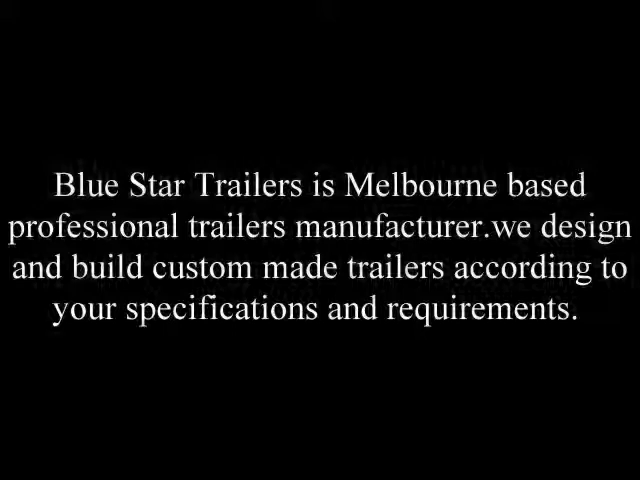 Blue Star Trailers is Melbourne based
professional trailers manufacturer.we design
and build custom made trailers according to
your specifications and requirements.